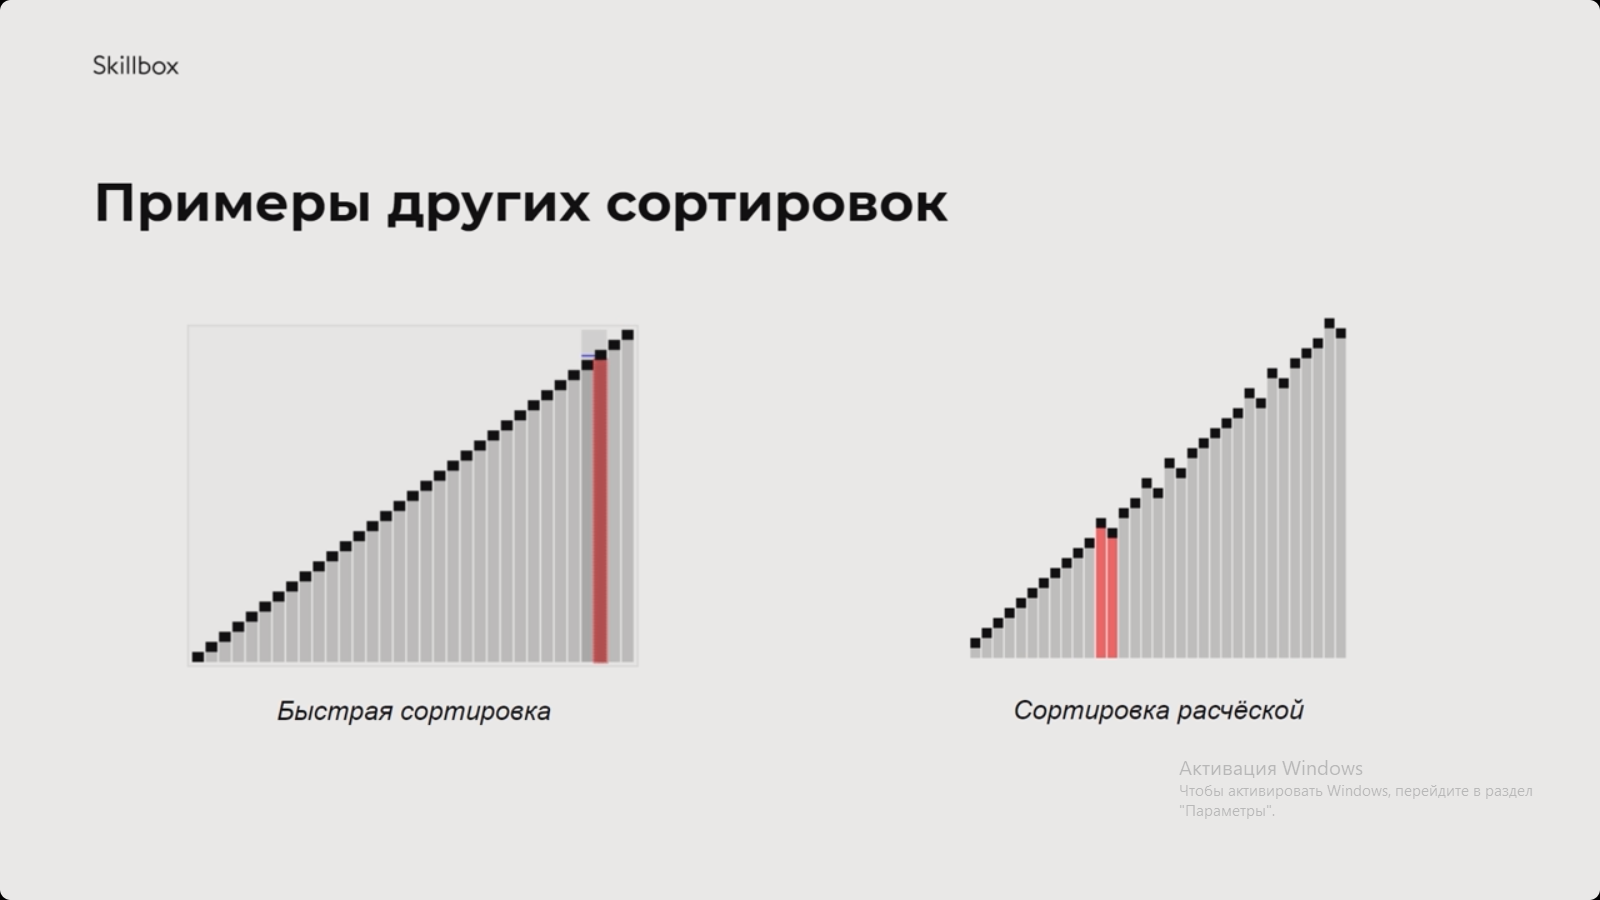 Skillbox
Примеры других сортировок
Быстрая сортировка
Сортировка расчёской
Активация Windows
Чтобы активировать Windows, перейдите в раздел
"Параметры".